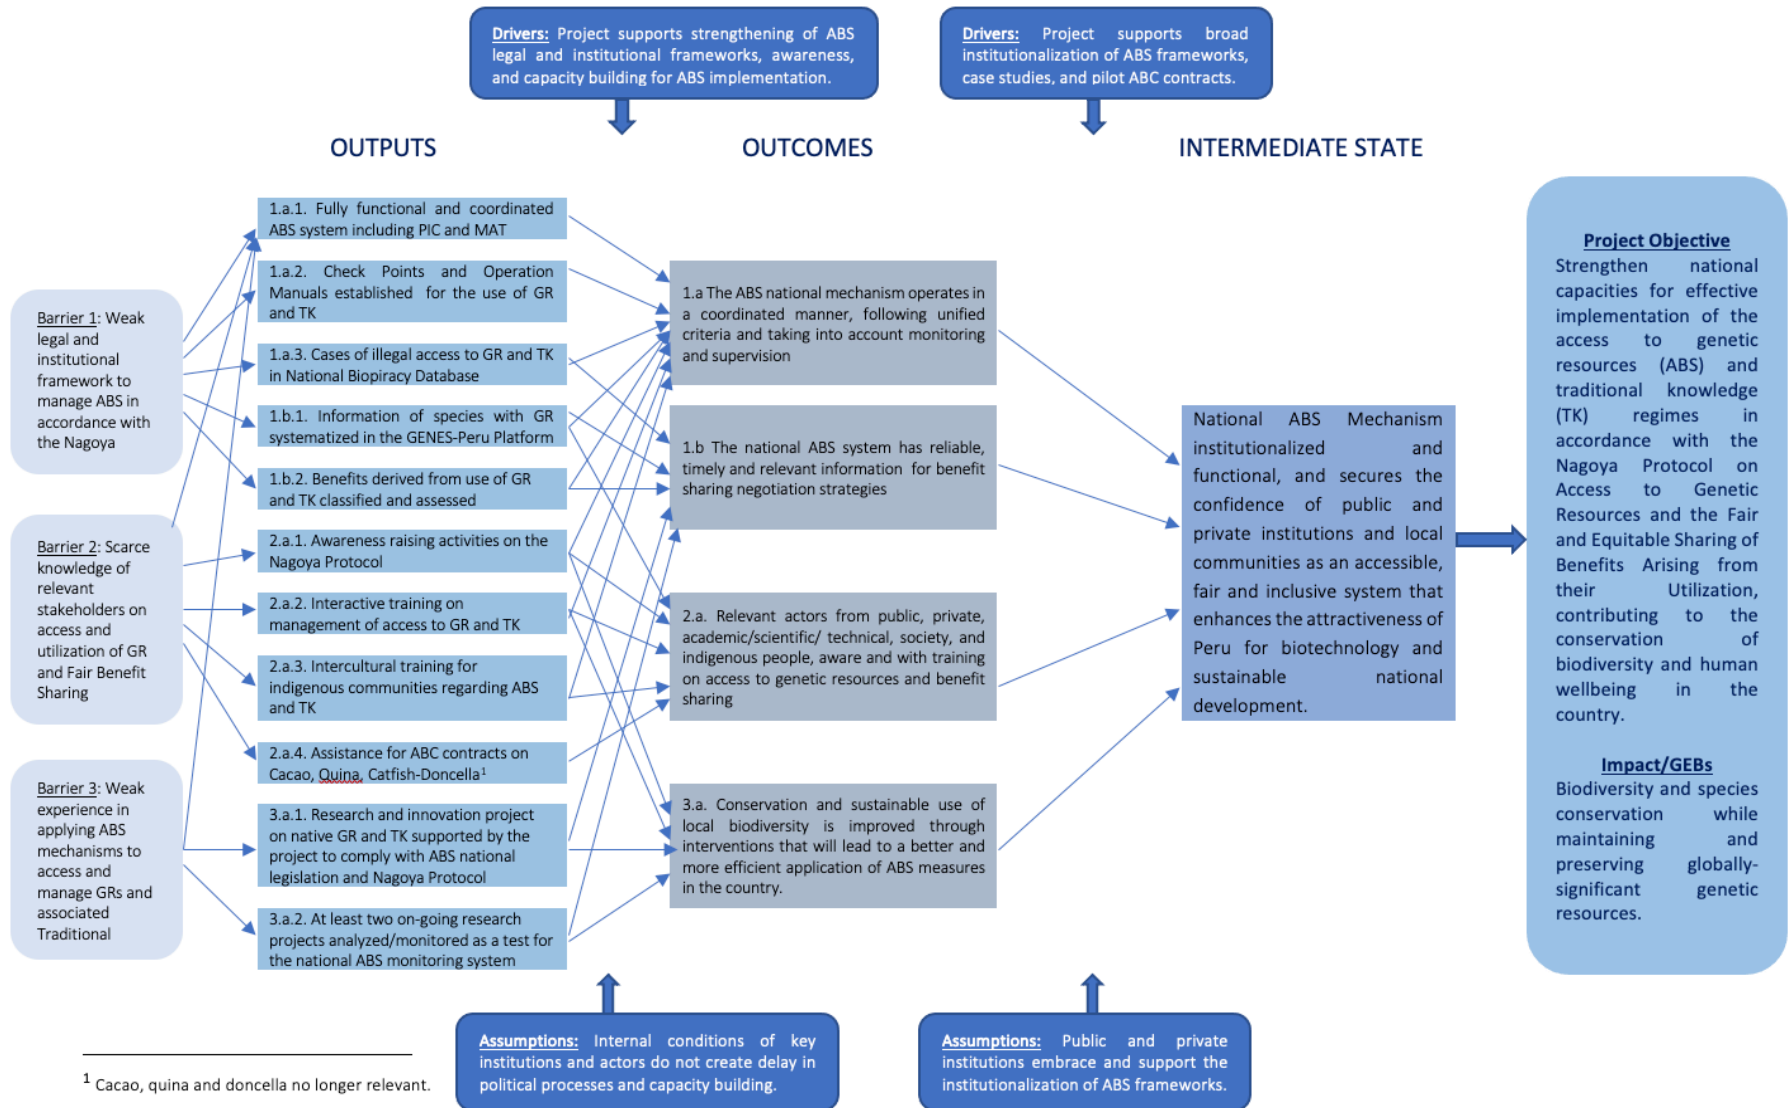 Drivers: Project supports strengthening of ABS
legal and institutional frameworks, awareness,
and capacity building for ABS implementation.
Drivers: Project supports broad
institutionalization of ABS frameworks,
case studies, and pilot ABC contracts.
OUTPUTS
OUTCOMES
INTERMEDIATE STATE
Barrier 1: Weak
legal and
institutional
framework to
manage ABS in
accordance with
the Nagoya
Barrier 2: Scarce
knowledge of
relevant
stakeholders on
access and
utilization of GR
and Fair Benefit
Sharing
Barrier 3: Weak
experience in
applying ABS
mechanisms to
access and
manage GRs and
associated
Traditional
1.a.1. Fully functional and coordinated
ABS system including PIC and MAT
1.a.2. Check Points and Operation
Manuals established for the use of GR
and TK
1.a.3. Cases of illegal access to GR and TK
in National Biopiracy Database
1.b.1. Information of species with GR
systematized in the GENES-Peru Platform
1.b.2. Benefits derived from use of GR
and TK classified and assessed
2.a.1. Awareness raising activities on the
Nagoya Protocol
2.a.2. Interactive training on
management of access to GR and TK
2.a.3. Intercultural training for
indigenous communities regarding ABS
and TK
2.a.4. Assistance for ABC contracts on
Cacao, Quina, Catfish-Doncella1
3.a.1. Research and innovation project
on native GR and TK supported by the
project to comply with ABS national
legislation and Nagoya Protocol
3.a.2. At least two on-going research
projects analyzed/monitored as a test for
the national ABS monitoring system
1.a The ABS national mechanism operates in
a coordinated manner, following unified
criteria and taking into account monitoring
and supervision
1.b The national ABS system has reliable,
timely and relevant information for benefit
sharing negotiation strategies
2.a. Relevant actors from public, private,
academic/scientific/ technical, society, and
indigenous people, aware and with training
on access to genetic resources and benefit
sharing
3.a. Conservation and sustainable use of
local biodiversity is improved through
interventions that will lead to a better and
more efficient application of ABS measures
in the country.
National ABS Mechanism
institutionalized and
functional, and secures the
confidence of public and
private institutions and local
communities as an accessible,
fair and inclusive system that
enhances the attractiveness of
Peru for biotechnology and
sustainable national
development.
Project Objective
Strengthen national
capacities for effective
implementation of the
access to genetic
resources (ABS) and
traditional knowledge
(TK) regimes in
accordance with the
Nagoya Protocol on
Access to Genetic
Resources and the Fair
and Equitable Sharing of
Benefits Arising from
their Utilization,
contributing to the
conservation of
biodiversity and human
wellbeing in the
country.
Impact/GEBs
Biodiversity and species
conservation while
maintaining and
preserving globally-
significant genetic
resources.
Assumptions: Internal conditions of key
institutions and actors do not create delay in
political processes and capacity building.
Assumptions: Public and private
institutions embrace and support the
institutionalization of ABS frameworks.
1 Cacao, quina and doncella no longer relevant.